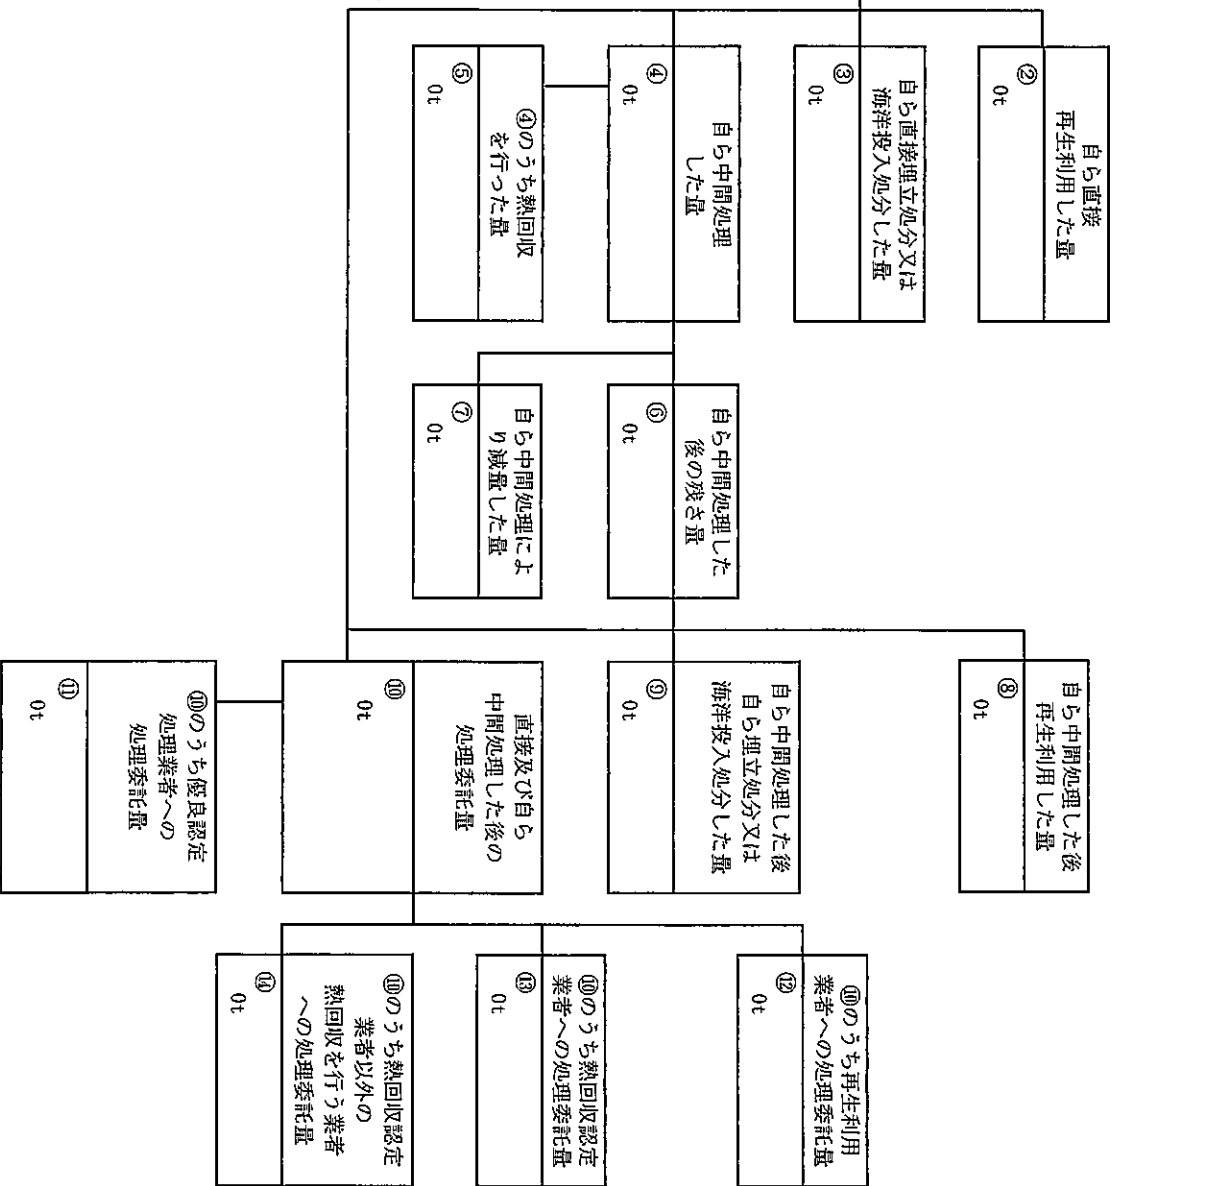 自ら直接
再生利用した量
②
0t
自ら直接埋立処分又は
海洋投入処分した量
③
0t
自ら中間処理
した量
④
0t
④のうち熱回収
を行った量
⑤
0t
自ら中間処理した
後の残さ量
⑥
0t
自ら中間処理によ
り減量した量
⑦
0t
自ら中間処理した後
再生利用した量
⑧
0t
自ら中間処理した後
自ら埋立処分又は
海洋投入処分した量
⑨
0t
直接及び自ら
中間処理した後の
処理委託量
⑩
0t
⑩のうち優良認定
処理業者への
処理委託量
⑪
0t
⑩のうち再生利用
業者への処理委託量
⑫
0t
⑩のうち熱回収認定
業者への処理委託量
⑬
0t
⑩のうち熱回収認定
業者以外の
熱回収を行う業者
への処理委託量
⑭
0t